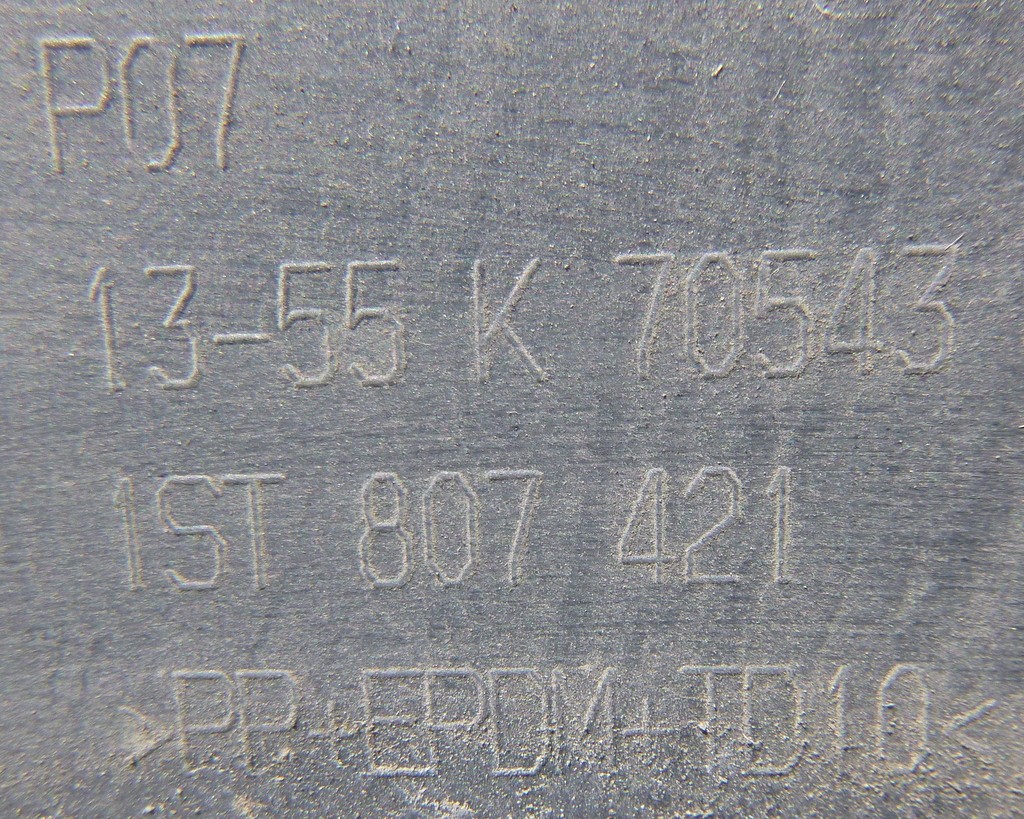 P07
13-55 K 70543
1ST 807 421
>PP+EPDM+TD10<